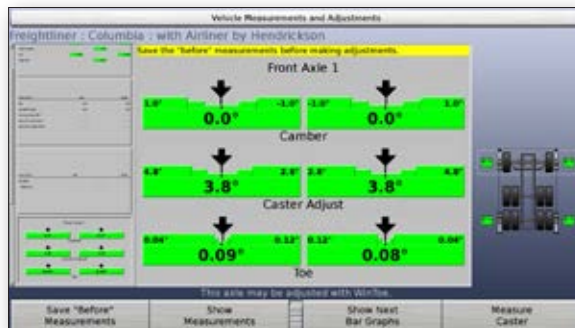 Vehicle Measurements and Adjustments
Freightliner : Columbia : with Airliner by Hendrickson
Save the "before" measurements before making adjustments.
Front Axle 1
1.0° -1.0° -1.0° 1.0°
0.0° 0.0°
Camber
4.8° 2.8° 2.8° 4.8°
3.8° 3.8°
Caster Adjust
0.04° 0.12° 0.12° 0.04°
0.09° 0.08°
Toe
This axle may be adjusted with WinToe.
Save "Before" Measurements
Show Measurements
Show Next Bar Graphs
Measure Caster